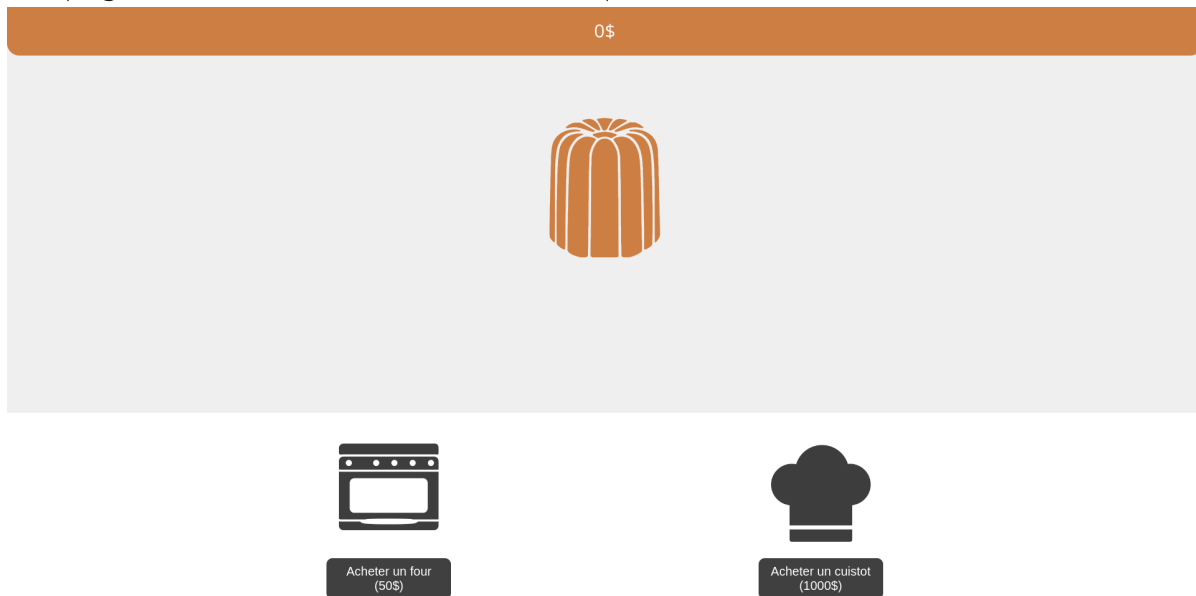 0$
Acheter un four
(50$)
Acheter un cuistot
(1000$)